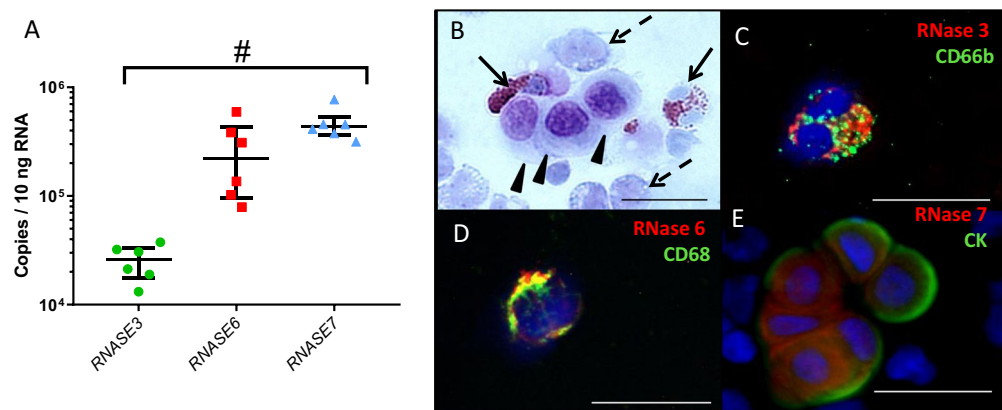 A
#
Copies / 10 ng RNA
10⁶
10⁵
10⁴
RNASE3
RNASE6
RNASE7
B
C
RNase 3
CD66b
D
RNase 6
CD68
E
RNase 7
CK